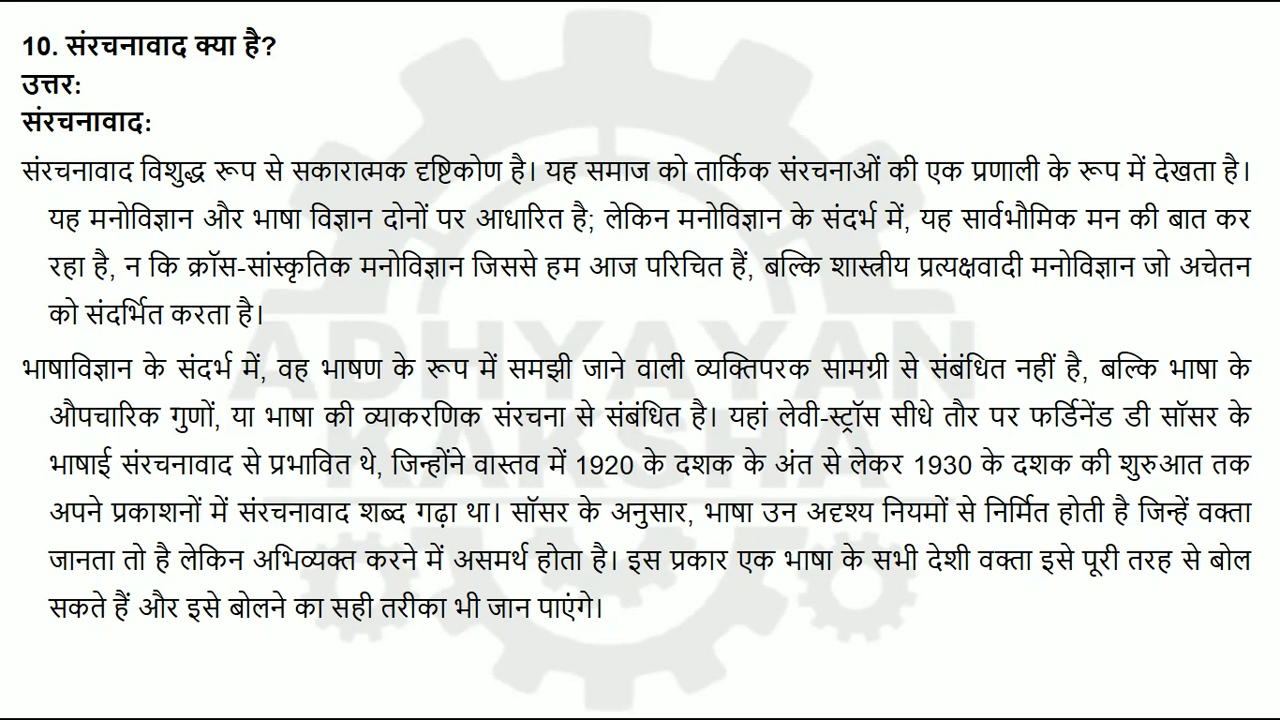 10. संरचनावाद क्या है?
उत्तर:
संरचनावाद:
संरचनावाद विशुद्ध रूप से सकारात्मक दृष्टिकोण है। यह समाज को तार्किक संरचनाओं की एक प्रणाली के रूप में देखता है।
यह मनोविज्ञान और भाषा विज्ञान दोनों पर आधारित है; लेकिन मनोविज्ञान के संदर्भ में, यह सार्वभौमिक मन की बात कर
रहा है, न कि क्रॉस-सांस्कृतिक मनोविज्ञान जिससे हम आज परिचित हैं, बल्कि शास्त्रीय प्रत्यक्षवादी मनोविज्ञान जो अचेतन
को संदर्भित करता है।
भाषाविज्ञान के संदर्भ में, वह भाषण के रूप में समझी जाने वाली व्यक्तिपरक सामग्री से संबंधित नहीं है, बल्कि भाषा के
औपचारिक गुणों, या भाषा की व्याकरणिक संरचना से संबंधित है। यहां लेवी-स्ट्रॉस सीधे तौर पर फर्डिनेंड डी सॉसर के
भाषाई संरचनावाद से प्रभावित थे, जिन्होंने वास्तव में 1920 के दशक के अंत से लेकर 1930 के दशक की शुरुआत तक
अपने प्रकाशनों में संरचनावाद शब्द गढ़ा था। सॉसर के अनुसार, भाषा उन अदृश्य नियमों से निर्मित होती है जिन्हें वक्ता
जानता तो है लेकिन अभिव्यक्त करने में असमर्थ होता है। इस प्रकार एक भाषा के सभी देशी वक्ता इसे पूरी तरह से बोल
सकते हैं और इसे बोलने का सही तरीका भी जान पाएंगे।
ADHYAYAN
KAKSHA